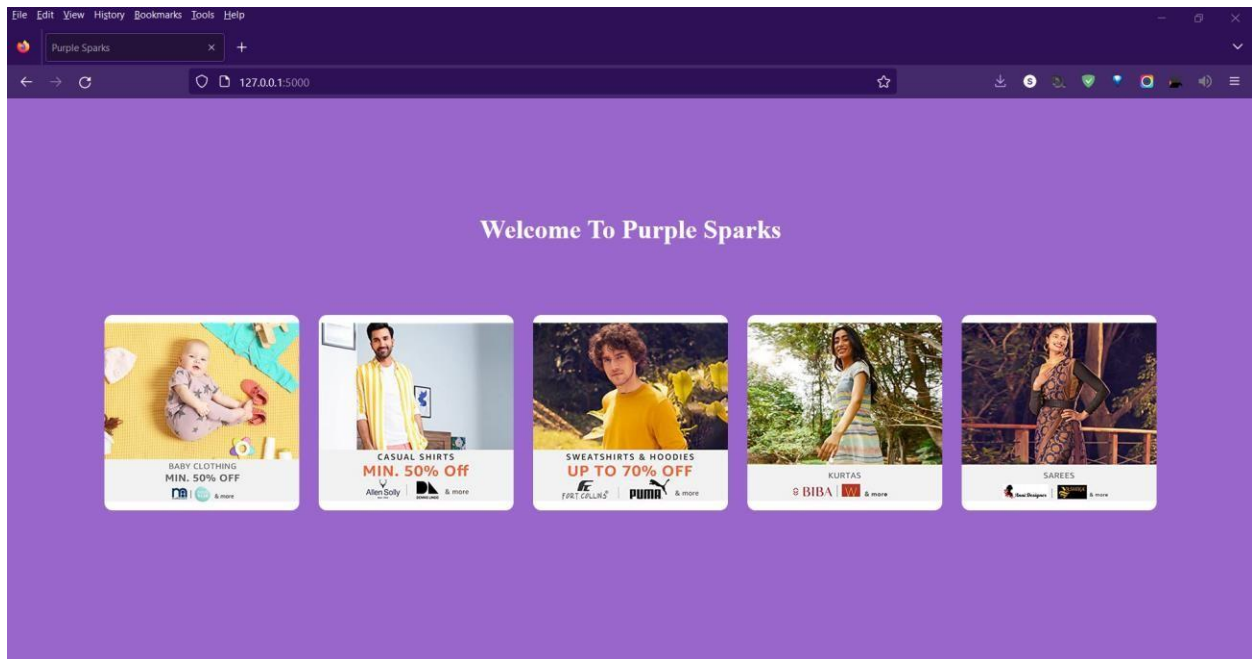 File Edit View History Bookmarks Tools Help
Purple Sparks
127.0.0.1:5000
Welcome To Purple Sparks
BABY CLOTHING
MIN. 50% OFF
& more
CASUAL SHIRTS
MIN. 50% Off
Allen Solly & more
SWEATSHIRTS & HOODIES
UP TO 70% OFF
FORT COLLINS PUMA & more
KURTAS
BIBA W & more
SAREES
& more